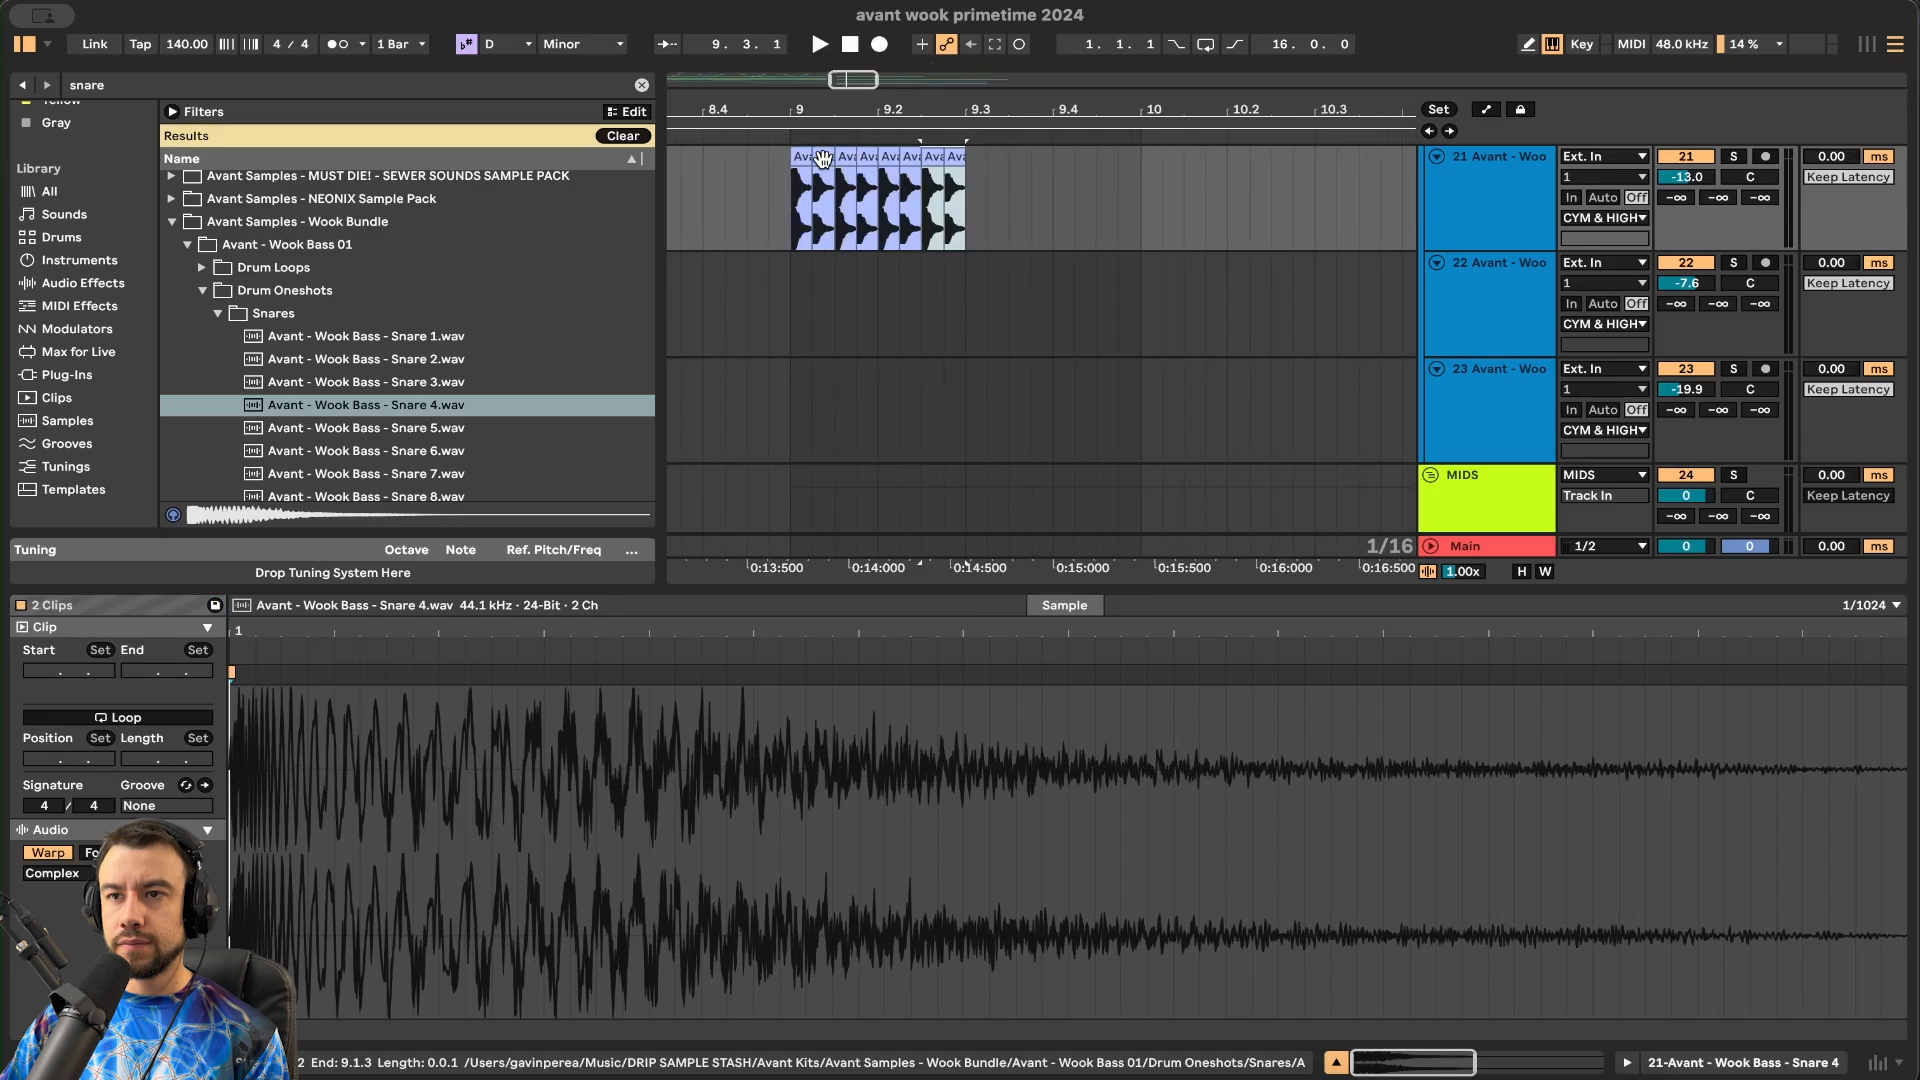 avant wook primetime 2024
Link Tap 140.00 4 / 4 1 Bar D Minor 9. 3. 1 1. 1. 1 16. 0. 0 Key MIDI 48.0 kHz 14 %
snare
8.4 9 9.2 9.3 9.4 10 10.2 10.3 Set
Yellow
Gray
Filters Edit
Results Clear
Name
Library
All
Sounds
Drums
Instruments
Audio Effects
MIDI Effects
Modulators
Max for Live
Plug-Ins
Clips
Samples
Grooves
Tunings
Templates
Avant Samples - MUST DIE! - SEWER SOUNDS SAMPLE PACK
Avant Samples - NEONIX Sample Pack
Avant Samples - Wook Bundle
Avant - Wook Bass 01
Drum Loops
Drum Oneshots
Snares
Avant - Wook Bass - Snare 1.wav
Avant - Wook Bass - Snare 2.wav
Avant - Wook Bass - Snare 3.wav
Avant - Wook Bass - Snare 4.wav
Avant - Wook Bass - Snare 5.wav
Avant - Wook Bass - Snare 6.wav
Avant - Wook Bass - Snare 7.wav
Avant - Wook Bass - Snare 8.wav
21 Avant - Woo Ext. In 21 S 0.00 ms
1 -13.0 C Keep Latency
In Auto Off -∞ -∞ -∞
CYM & HIGH
22 Avant - Woo Ext. In 22 S 0.00 ms
1 -7.6 C Keep Latency
In Auto Off -∞ -∞ -∞
CYM & HIGH
23 Avant - Woo Ext. In 23 S 0.00 ms
1 -19.9 C Keep Latency
In Auto Off -∞ -∞ -∞
CYM & HIGH
MIDS MIDS 24 S 0.00 ms
Track In 0 C Keep Latency
-∞ -∞ -∞
1/16 Main 1/2 0 0 0.00 ms
0:13:500 0:14:000 0:14:500 0:15:000 0:15:500 0:16:000 0:16:500 1.00x H W
Tuning Octave Note Ref. Pitch/Freq ...
Drop Tuning System Here
2 Clips Avant - Wook Bass - Snare 4.wav 44.1 kHz · 24-Bit · 2 Ch Sample 1/1024
Clip 1
Start Set End Set
Loop
Position Set Length Set
Signature Groove
4 / 4 None
Audio
Warp Fo
Complex
2 End: 9.1.3 Length: 0.0.1 /Users/gavinperea/Music/DRIP SAMPLE STASH/Avant Kits/Avant Samples - Wook Bundle/Avant - Wook Bass 01/Drum Oneshots/Snares/A 21-Avant - Wook Bass - Snare 4